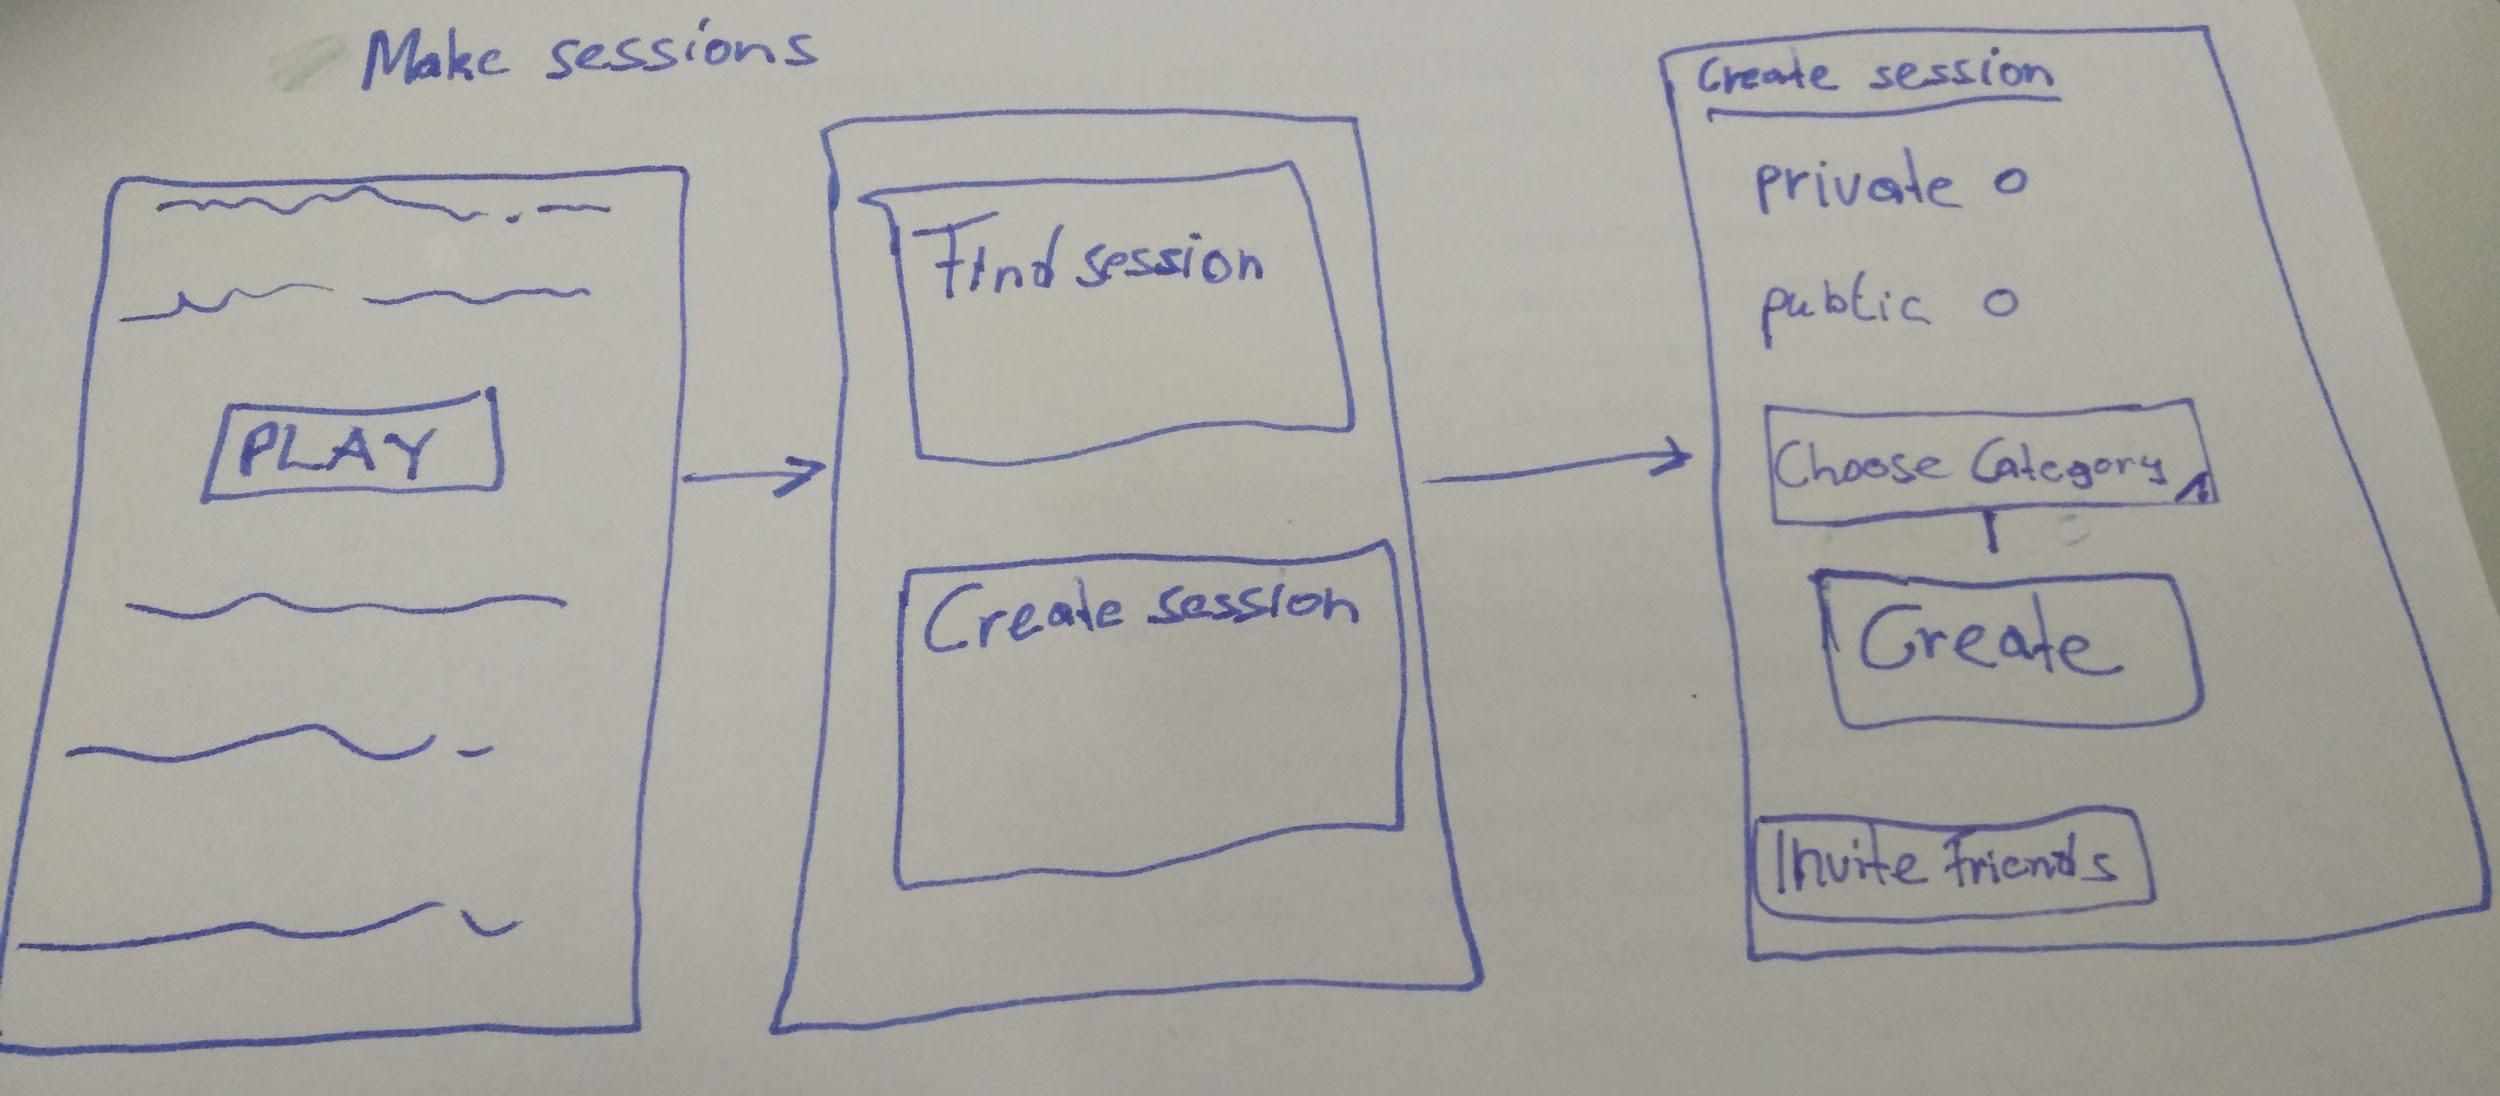 Make sessions
PLAY
Find session
Create session
Create session
private
public
Choose Category
Create
Invite Friends